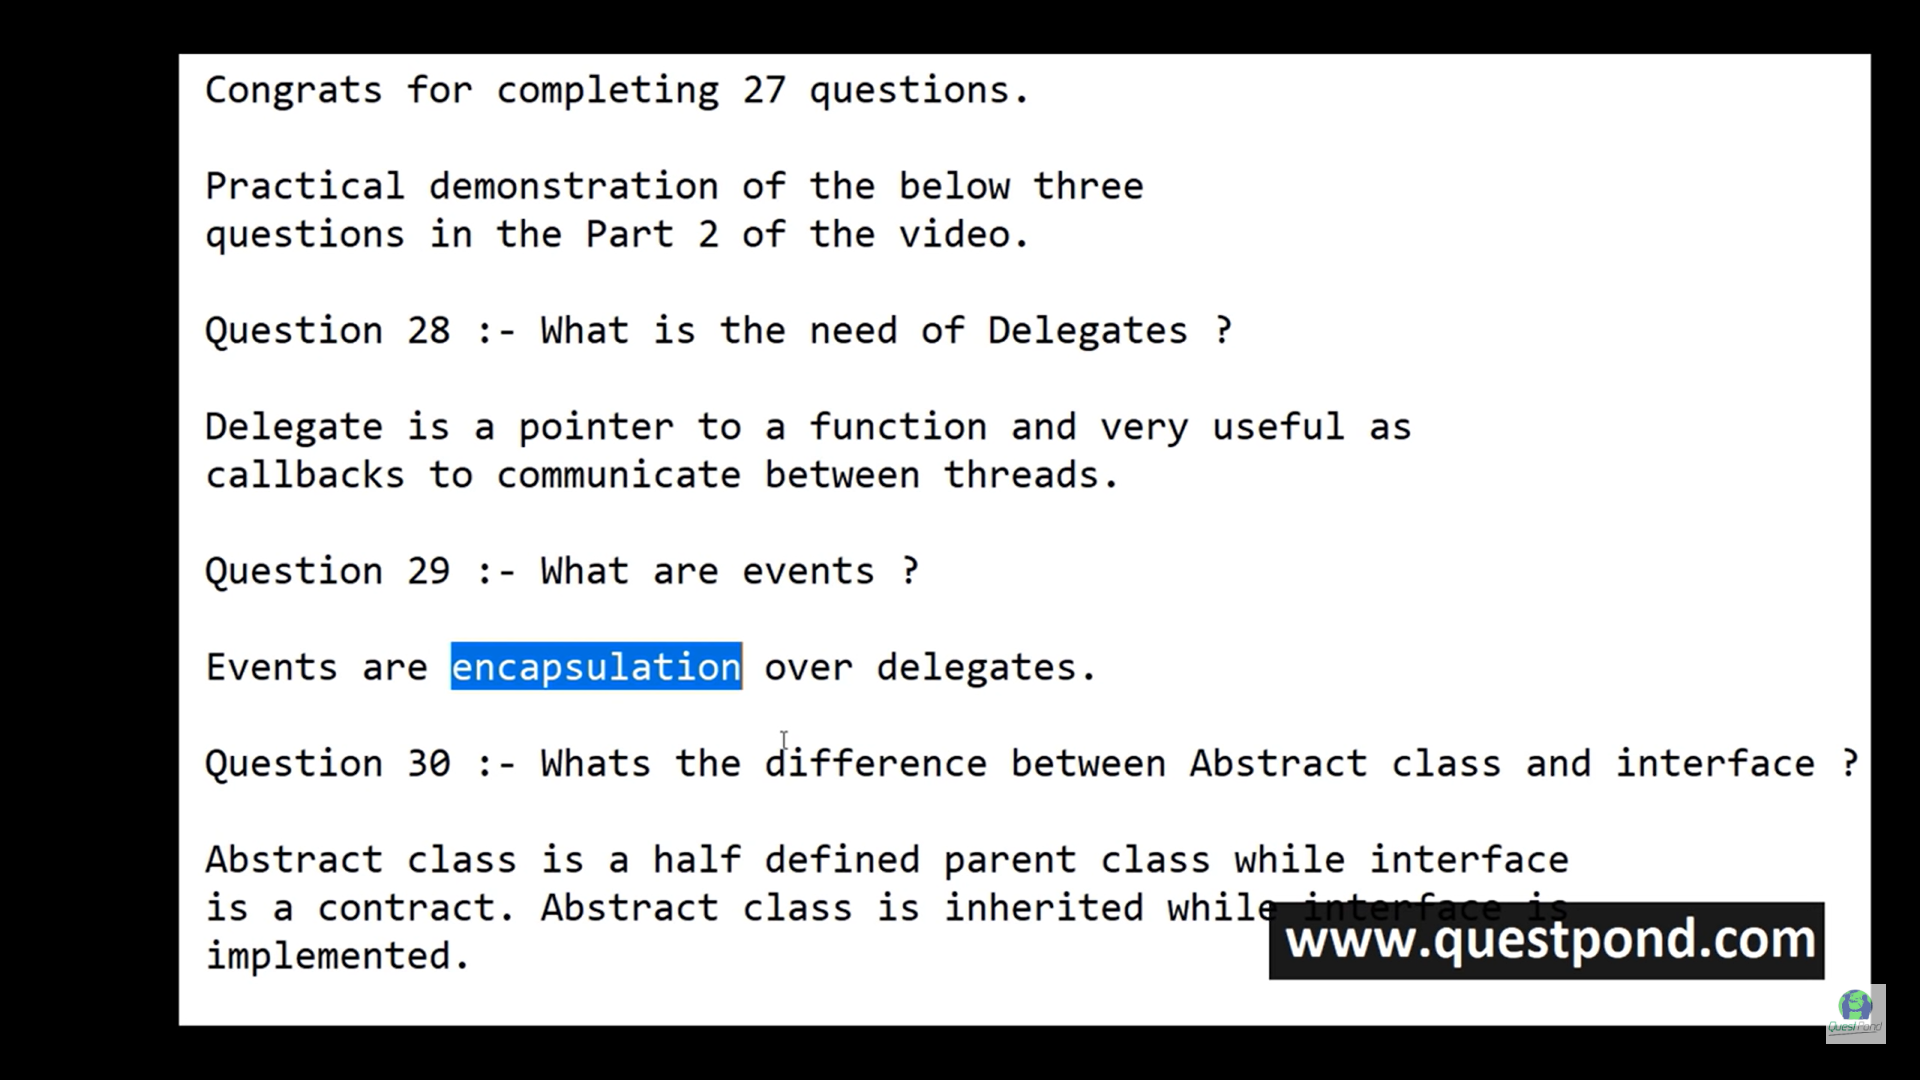 Congrats for completing 27 questions.
Practical demonstration of the below three
questions in the Part 2 of the video.
Question 28 :- What is the need of Delegates ?
Delegate is a pointer to a function and very useful as
callbacks to communicate between threads.
Question 29 :- What are events ?
Events are encapsulation over delegates.
Question 30 :- Whats the difference between Abstract class and interface ?
Abstract class is a half defined parent class while interface
is a contract. Abstract class is inherited while interface is
implemented.
www.questpond.com
QuestPond